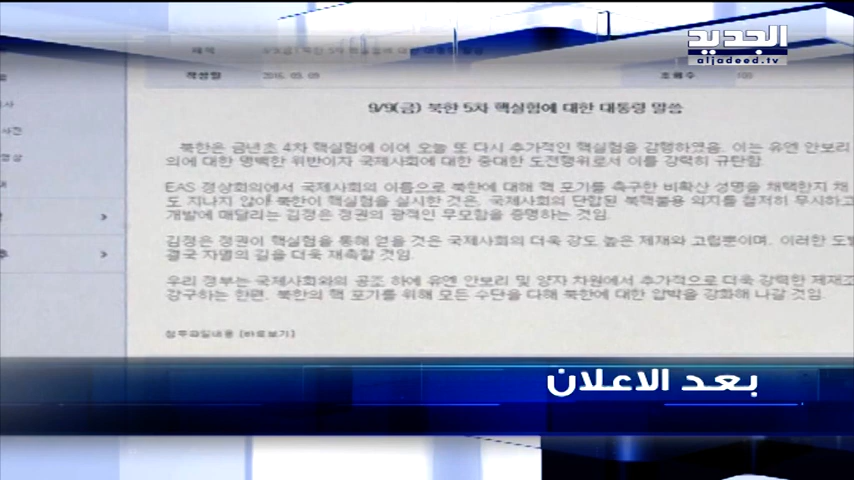 الجديد
aljadeed.tv
작성일 2016. 09. 09 조회수
9/9(금) 북한 5차 핵실험에 대한 대통령 말씀
북한은 금년초 4차 핵실험에 이어 오늘 또 다시 추가적인 핵실험을 감행하였음. 이는 유엔 안보리
의에 대한 명백한 위반이자 국제사회에 대한 중대한 도전행위로서 이를 강력히 규탄함.
EAS 정상회의에서 국제사회의 이름으로 북한에 대해 핵 포기를 촉구한 비확산 성명을 채택한지 채
도 지나지 않아 북한이 핵실험을 실시한 것은, 국제사회의 단합된 북핵불용 의지를 철저히 무시하고
개발에 매달리는 김정은 정권의 광적인 무모함을 증명하는 것임.
김정은 정권이 핵실험을 통해 얻을 것은 국제사회의 더욱 강도 높은 제재와 고립뿐이며, 이러한
결국 자멸의 길을 더욱 재촉할 것임.
우리 정부는 국제사회와의 공조 하에 유엔 안보리 및 양자 차원에서 추가적으로 더욱 강력한 제재조
강구하는 한편, 북한의 핵 포기를 위해 모든 수단을 다해 북한에 대한 압박을 강화해 나갈 것임.
첨부파일내용 [바로보기]
بعد الاعلان